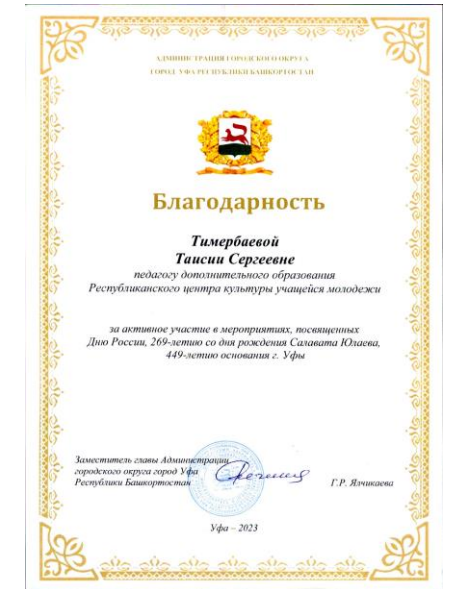 АДМИНИСТРАЦИЯ ГОРОДСКОГО ОКРУГА
ГОРОД УФА РЕСПУБЛИКИ БАШКОРТОСТАН
Благодарность
Тимербаевой
Таисии Сергеевне
педагогу дополнительного образования
Республиканского центра культуры учащейся молодежи
за активное участие в мероприятиях, посвященных
Дню России, 269-летию со дня рождения Салавата Юлаева,
449-летию основания г. Уфы
Заместитель главы Администрации
городского округа город Уфа
Республики Башкортостан
Г.Р. Ялчикаева
Уфа – 2023